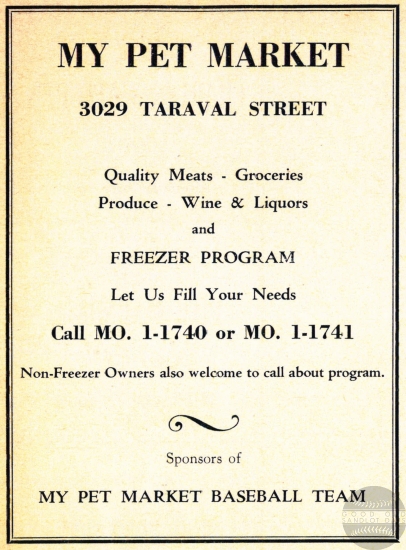 MY PET MARKET
3029 TARAVAL STREET
Quality Meats - Groceries
Produce - Wine & Liquors
and
FREEZER PROGRAM
Let Us Fill Your Needs
Call MO. 1-1740 or MO. 1-1741
Non-Freezer Owners also welcome to call about program.
Sponsors of
MY PET MARKET BASEBALL TEAM